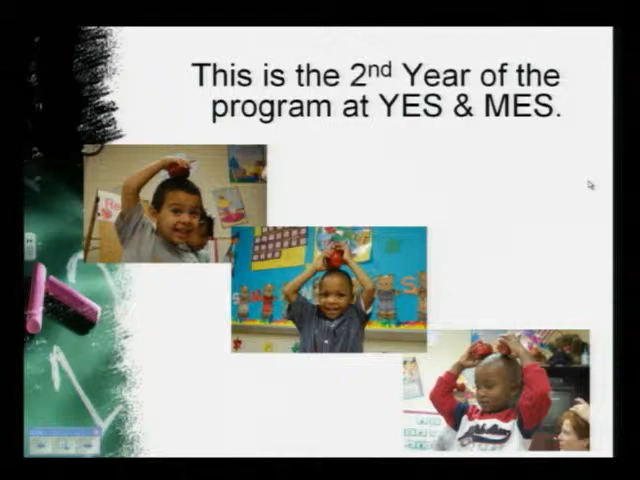 This is the 2nd Year of the
program at YES & MES.